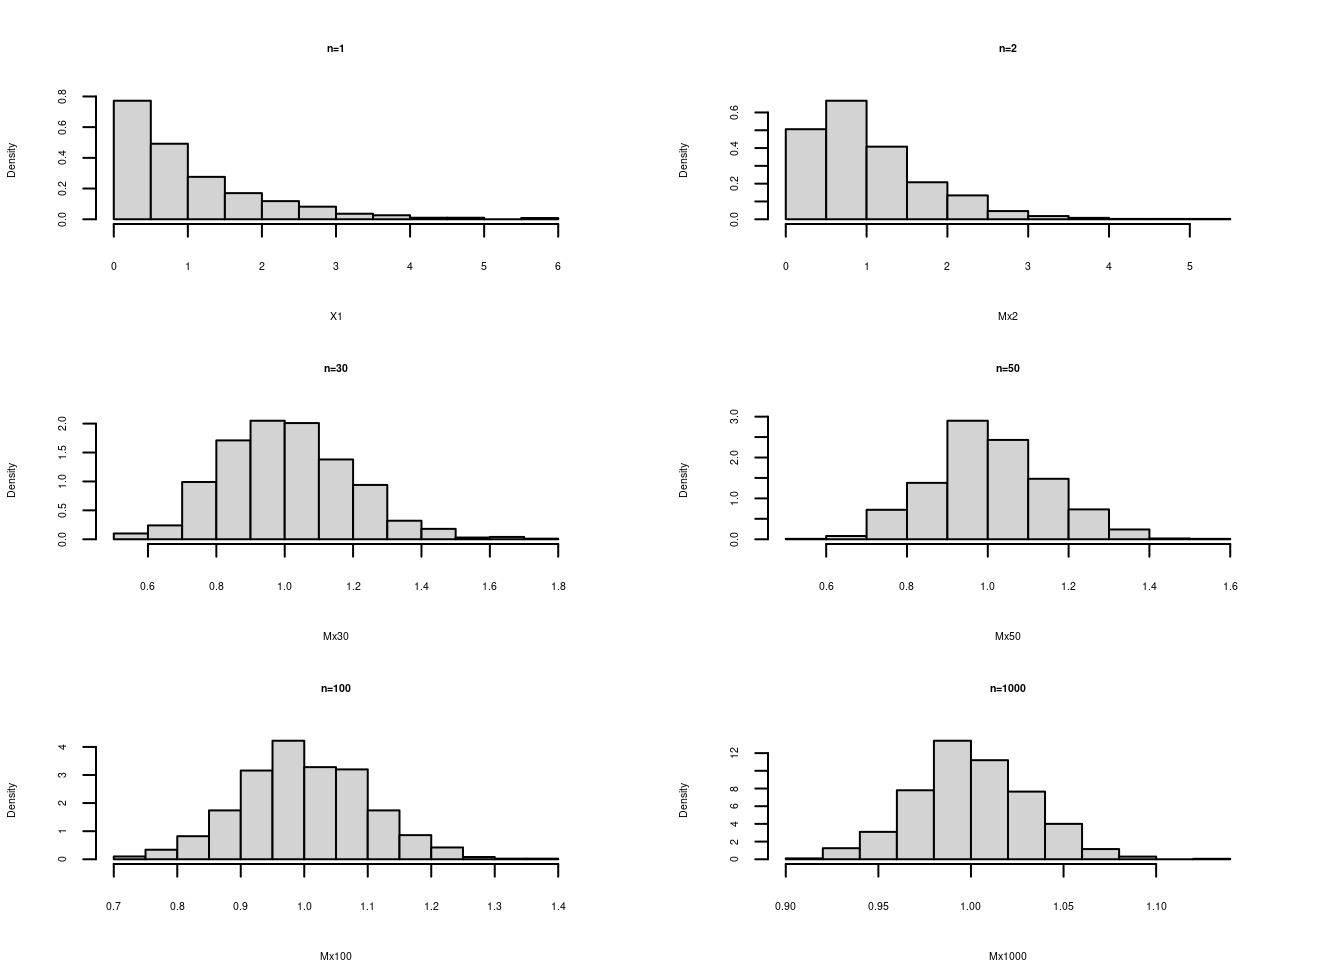 n=1
Density
0.0 0.2 0.4 0.6 0.8
0 1 2 3 4 5 6
X1
n=2
Density
0.0 0.2 0.4 0.6
0 1 2 3 4 5
Mx2
n=30
Density
0.0 0.5 1.0 1.5 2.0
0.6 0.8 1.0 1.2 1.4 1.6 1.8
Mx30
n=50
Density
0.0 1.0 2.0 3.0
0.6 0.8 1.0 1.2 1.4 1.6
Mx50
n=100
Density
0 1 2 3 4
0.7 0.8 0.9 1.0 1.1 1.2 1.3 1.4
Mx100
n=1000
Density
0 2 4 6 8 12
0.90 0.95 1.00 1.05 1.10
Mx1000